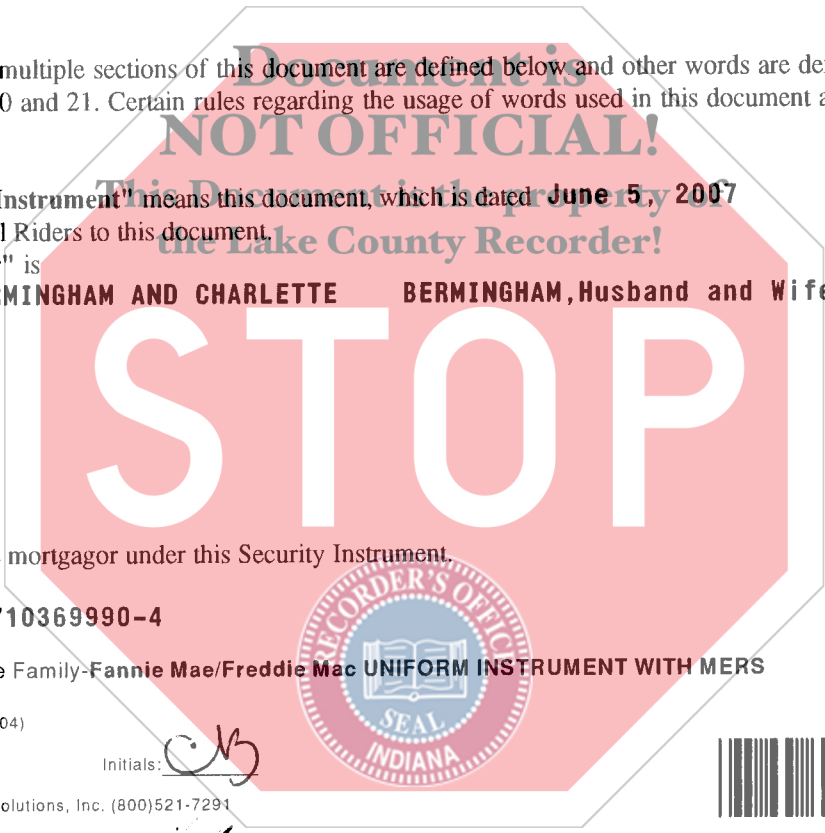 Document is
multiple sections of this document are defined below and other words are de
0 and 21. Certain rules regarding the usage of words used in this document a
NOT OFFICIAL!
This Document is the property of
Instrument" means this document, which is dated June 5, 2007
Riders to this document.
the Lake County Recorder!
" is
MINGHAM AND CHARLETTE BERMINGHAM,Husband and Wife
STOP
mortgagor under this Security Instrument.
10369990-4
RECORDER'S OFFICE
Family-Fannie Mae/Freddie Mac UNIFORM INSTRUMENT WITH MERS
SEAL
04)
INDIANA
Initials: CB
olutions, Inc. (800)521-7291